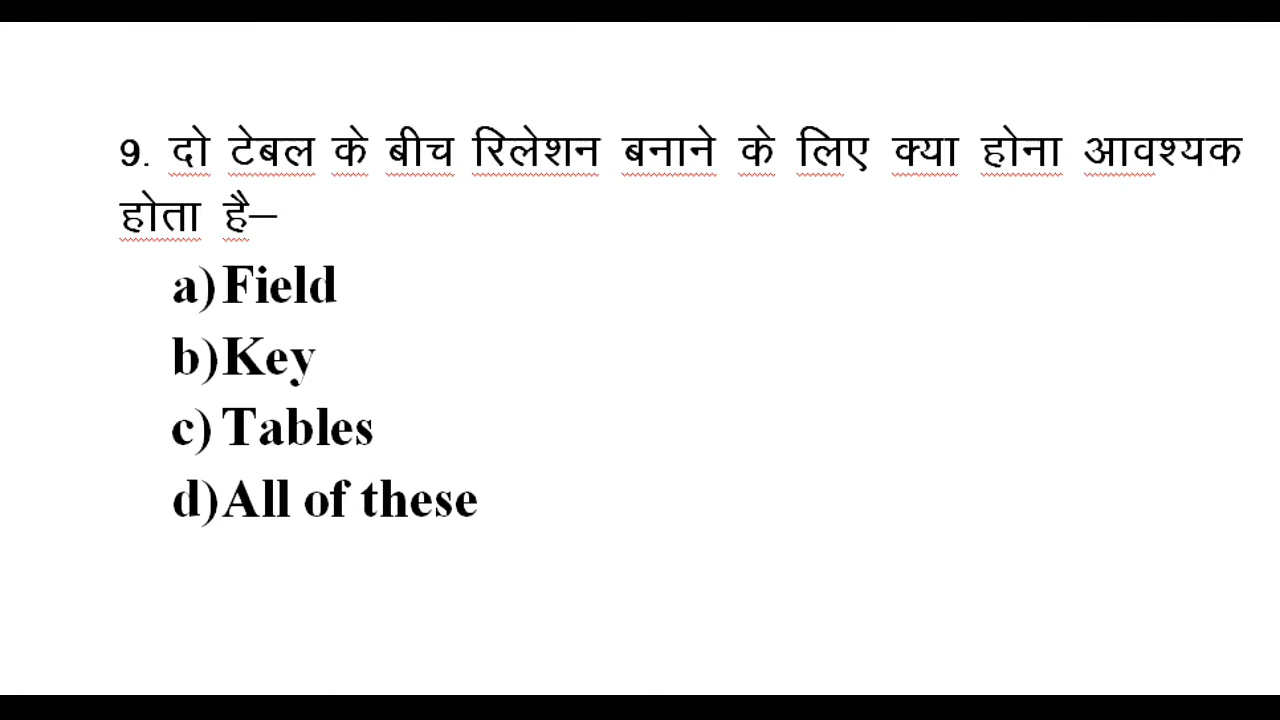 9. दो टेबल के बीच रिलेशन बनाने के लिए क्या होना आवश्यक
होता है–
a) Field
b) Key
c) Tables
d) All of these